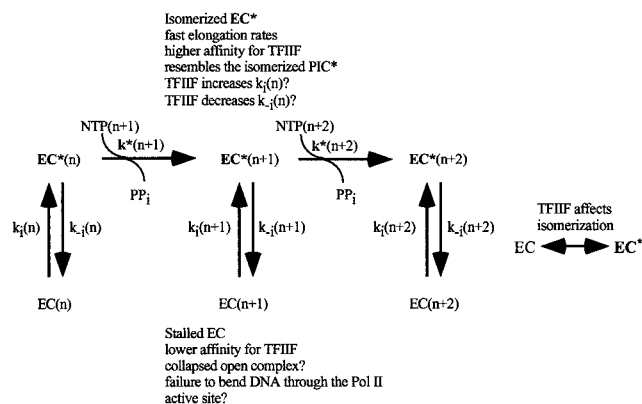 Isomerized EC*
fast elongation rates
higher affinity for TFIIF
resembles the isomerized PIC*
TFIIF increases ki(n)?
TFIIF decreases k-i(n)?
NTP(n+1)
NTP(n+2)
k*(n+1)
k*(n+2)
EC*(n)
EC*(n+1)
EC*(n+2)
PPi
PPi
ki(n)
k-i(n)
ki(n+1)
k-i(n+1)
ki(n+2)
k-i(n+2)
TFIIF affects
isomerization
EC
EC*
EC(n)
EC(n+1)
EC(n+2)
Stalled EC
lower affinity for TFIIF
collapsed open complex?
failure to bend DNA through the Pol II
active site?